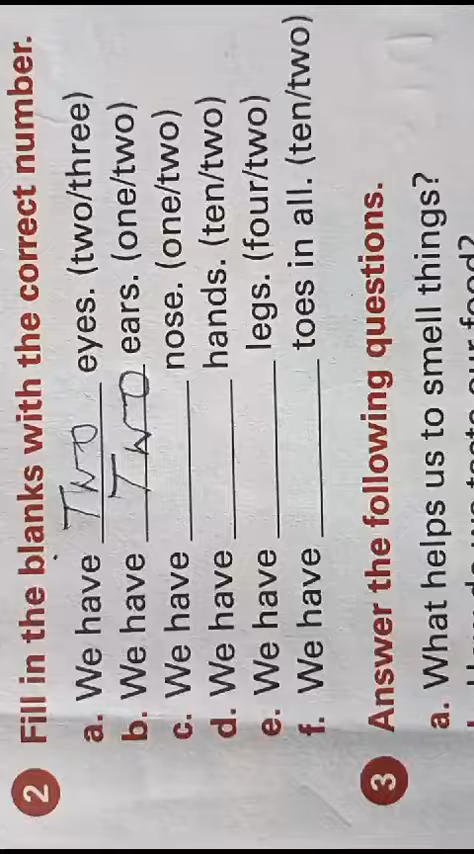 2 Fill in the blanks with the correct number.
a. We have Two eyes. (two/three)
b. We have Two ears. (one/two)
c. We have ______ nose. (one/two)
d. We have ______ hands. (ten/two)
e. We have ______ legs. (four/two)
f. We have ______ toes in all. (ten/two)
3 Answer the following questions.
a. What helps us to smell things?